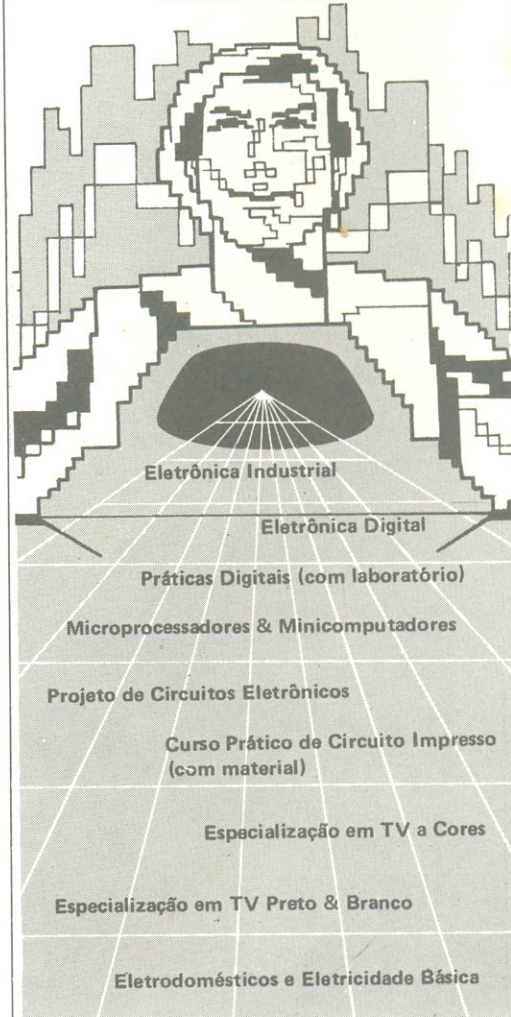 Eletrônica Industrial
Eletrônica Digital
Práticas Digitais (com laboratório)
Microprocessadores & Minicomputadores
Projeto de Circuitos Eletrônicos
Curso Prático de Circuito Impresso
(com material)
Especialização em TV a Cores
Especialização em TV Preto & Branco
Eletrodomésticos e Eletricidade Básica